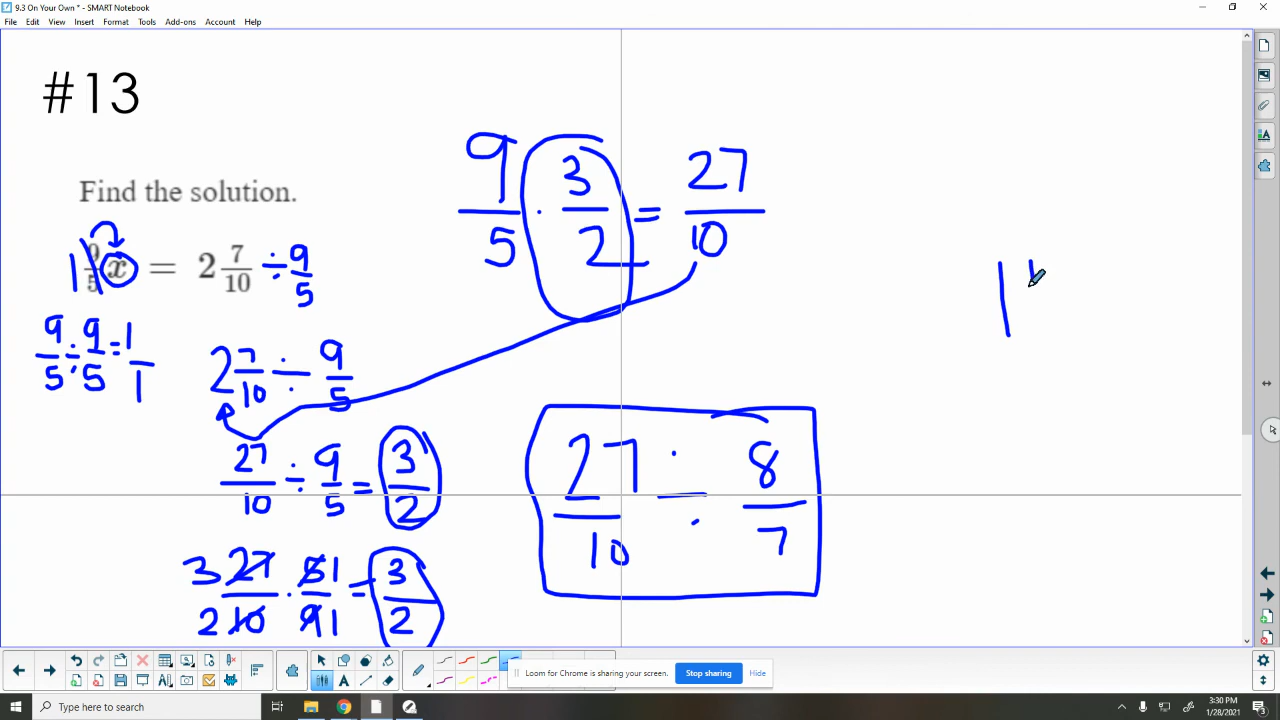 9.3 On Your Own * - SMART Notebook
File Edit View Insert Format Tools Add-ons Account Help
#13
9/5 · 3/2 = 27/10
Find the solution.
1 9/5 x = 2 7/10 ÷ 9/5
9/5 ÷ 9/5 = 1/1
2 7/10 ÷ 9/5
27/10 ÷ 9/5 = 3/2
27/10 ÷ 8/7
3 27/2 10 · 51/91 = 3/2
1
Loom for Chrome is sharing your screen. Stop sharing Hide
Type here to search
3:30 PM
1/28/2021